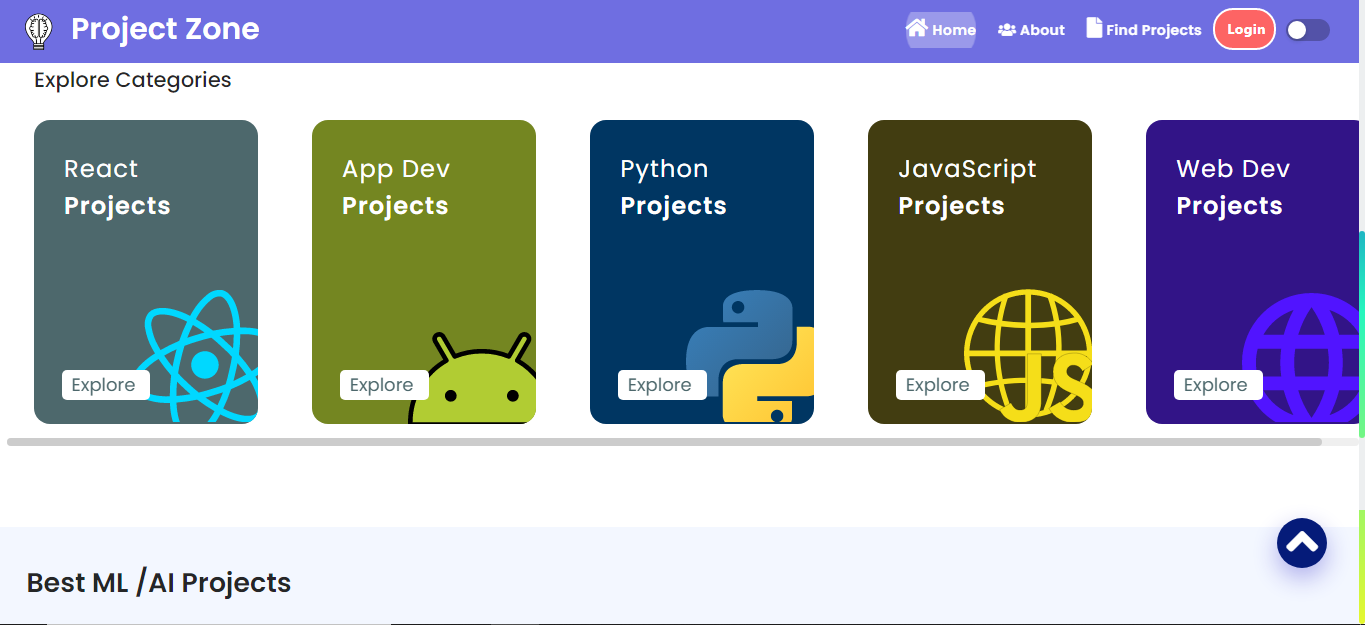 Project Zone
Home
About
Find Projects
Login
Explore Categories
React
Projects
Explore
App Dev
Projects
Explore
Python
Projects
Explore
JavaScript
Projects
JS
Explore
Web Dev
Projects
Explore
Best ML /AI Projects